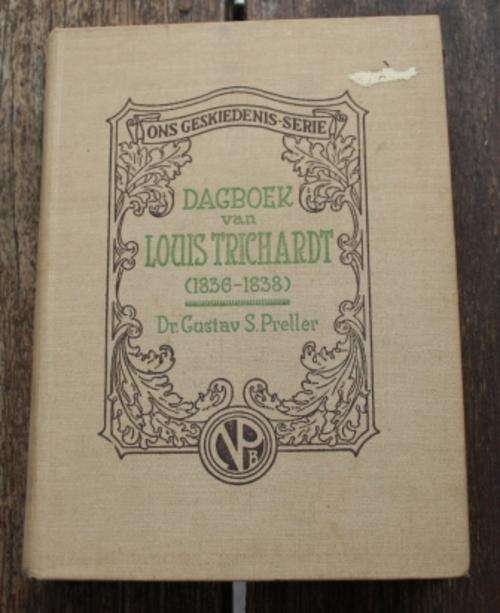 ONS GESKIEDENIS-SERIE
DAGBOEK
van
LOUIS TRICHARDT
(1836-1838)
Dr. Gustav S. Preller
NPB